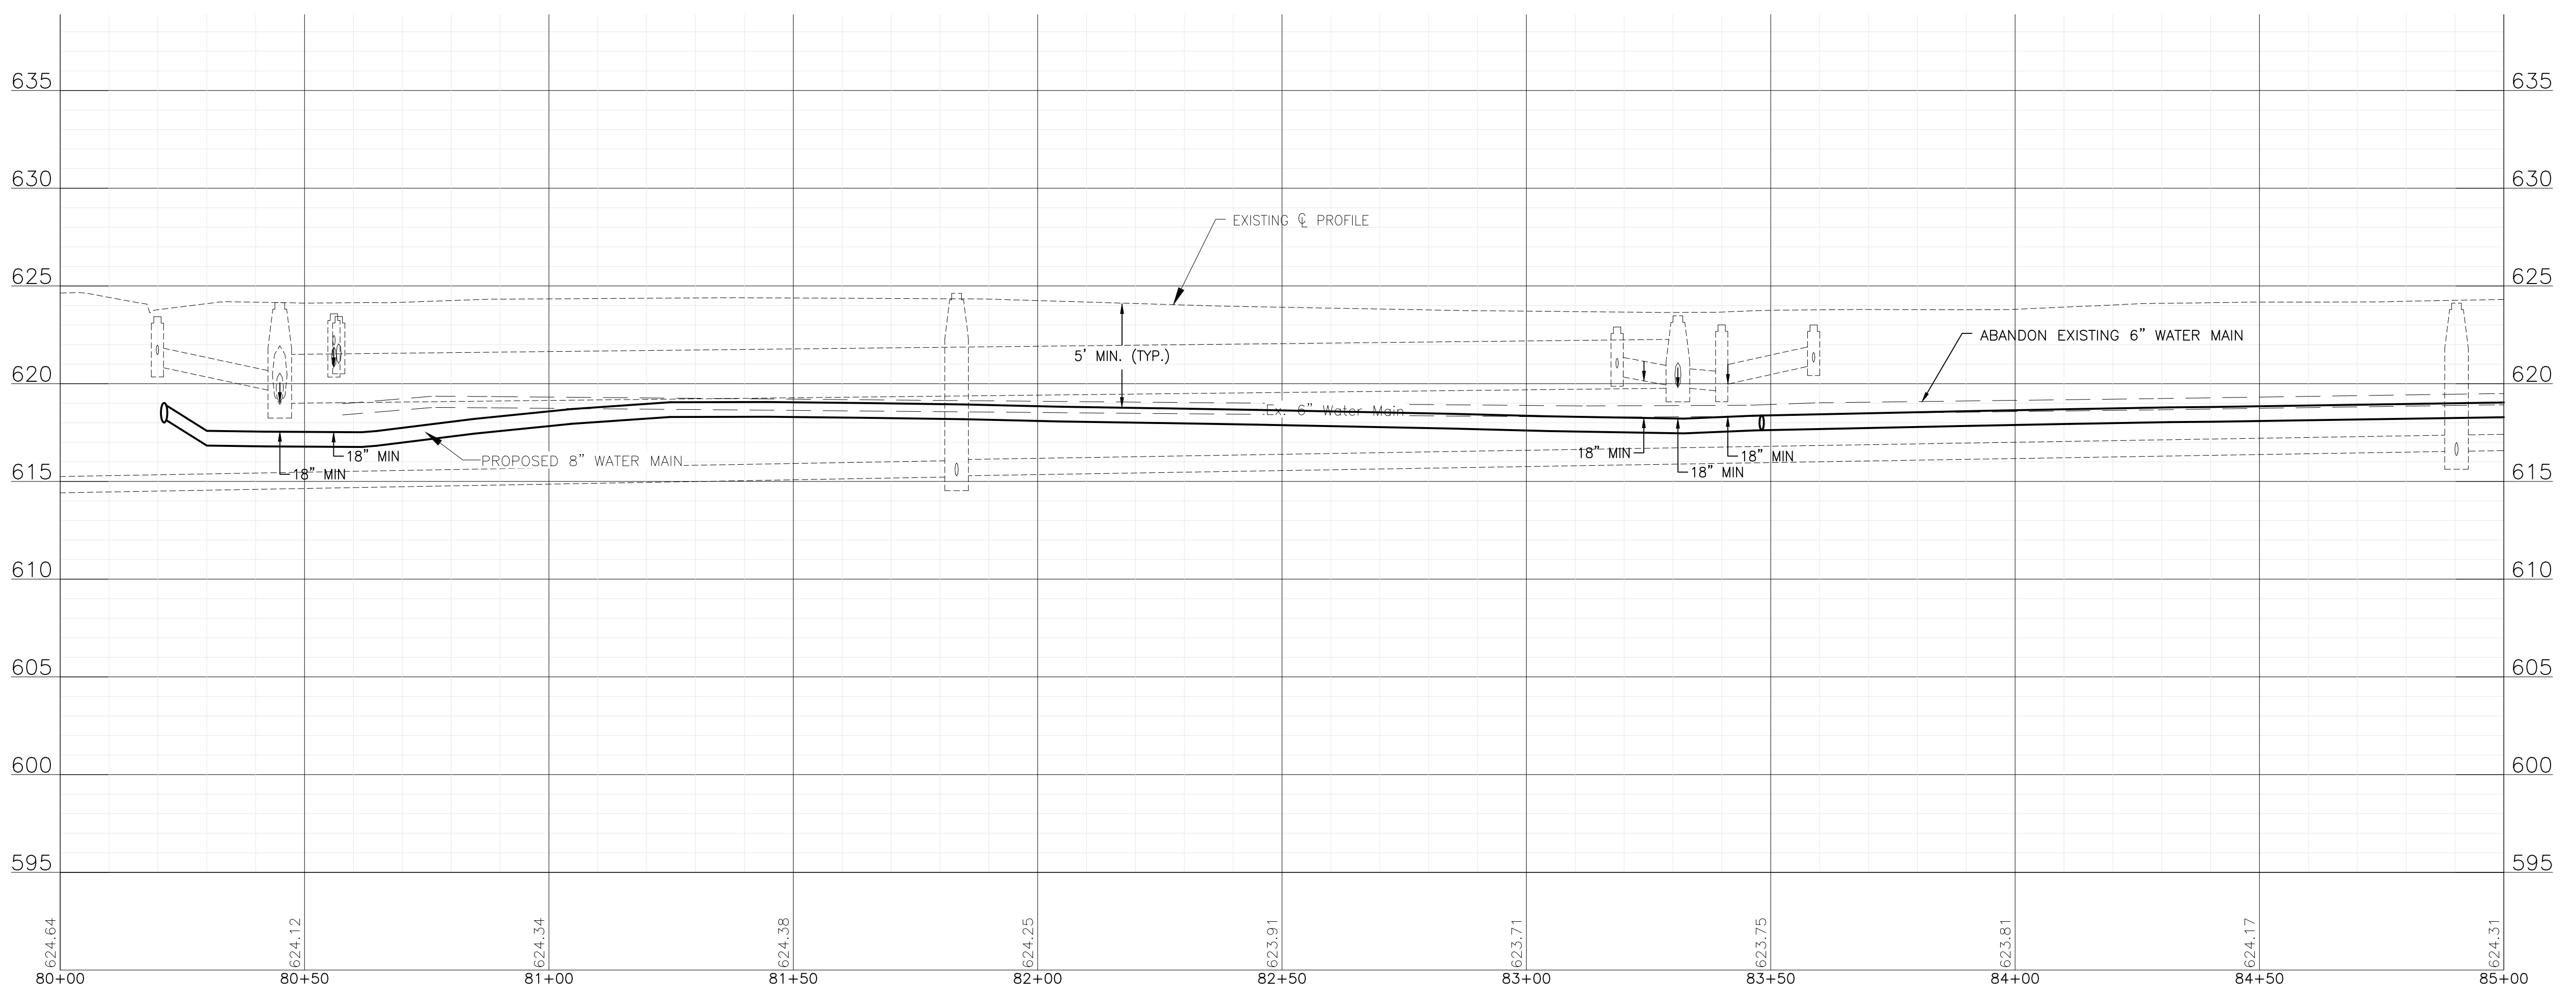 635 635
630 630
EXISTING ℄ PROFILE
625 625
ABANDON EXISTING 6" WATER MAIN
5' MIN. (TYP.)
620 620
Ex. 6" Water Main
18" MIN
18" MIN
18" MIN
PROPOSED 8" WATER MAIN
18" MIN
18" MIN
615 615
610 610
605 605
600 600
595 595
624.64 624.12 624.34 624.38 624.25 623.91 623.71 623.75 623.81 624.17 624.31
80+00 80+50 81+00 81+50 82+00 82+50 83+00 83+50 84+00 84+50 85+00